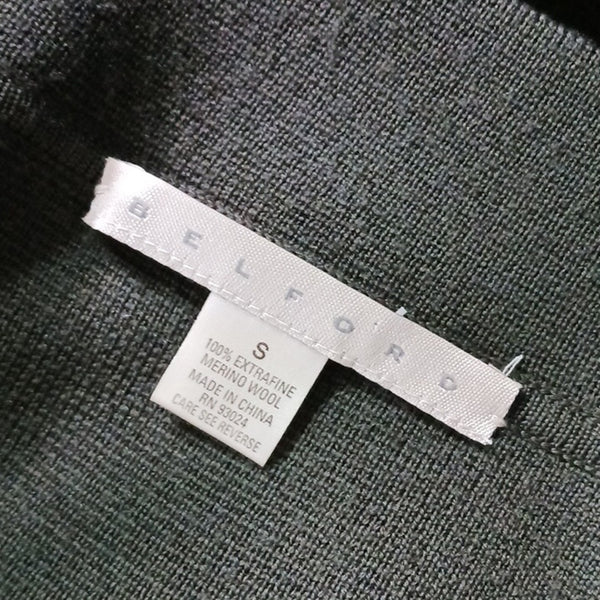 BELFORD
S
100% EXTRAFINE
MERINO WOOL
MADE IN CHINA
RN 93024
CARE SEE REVERSE